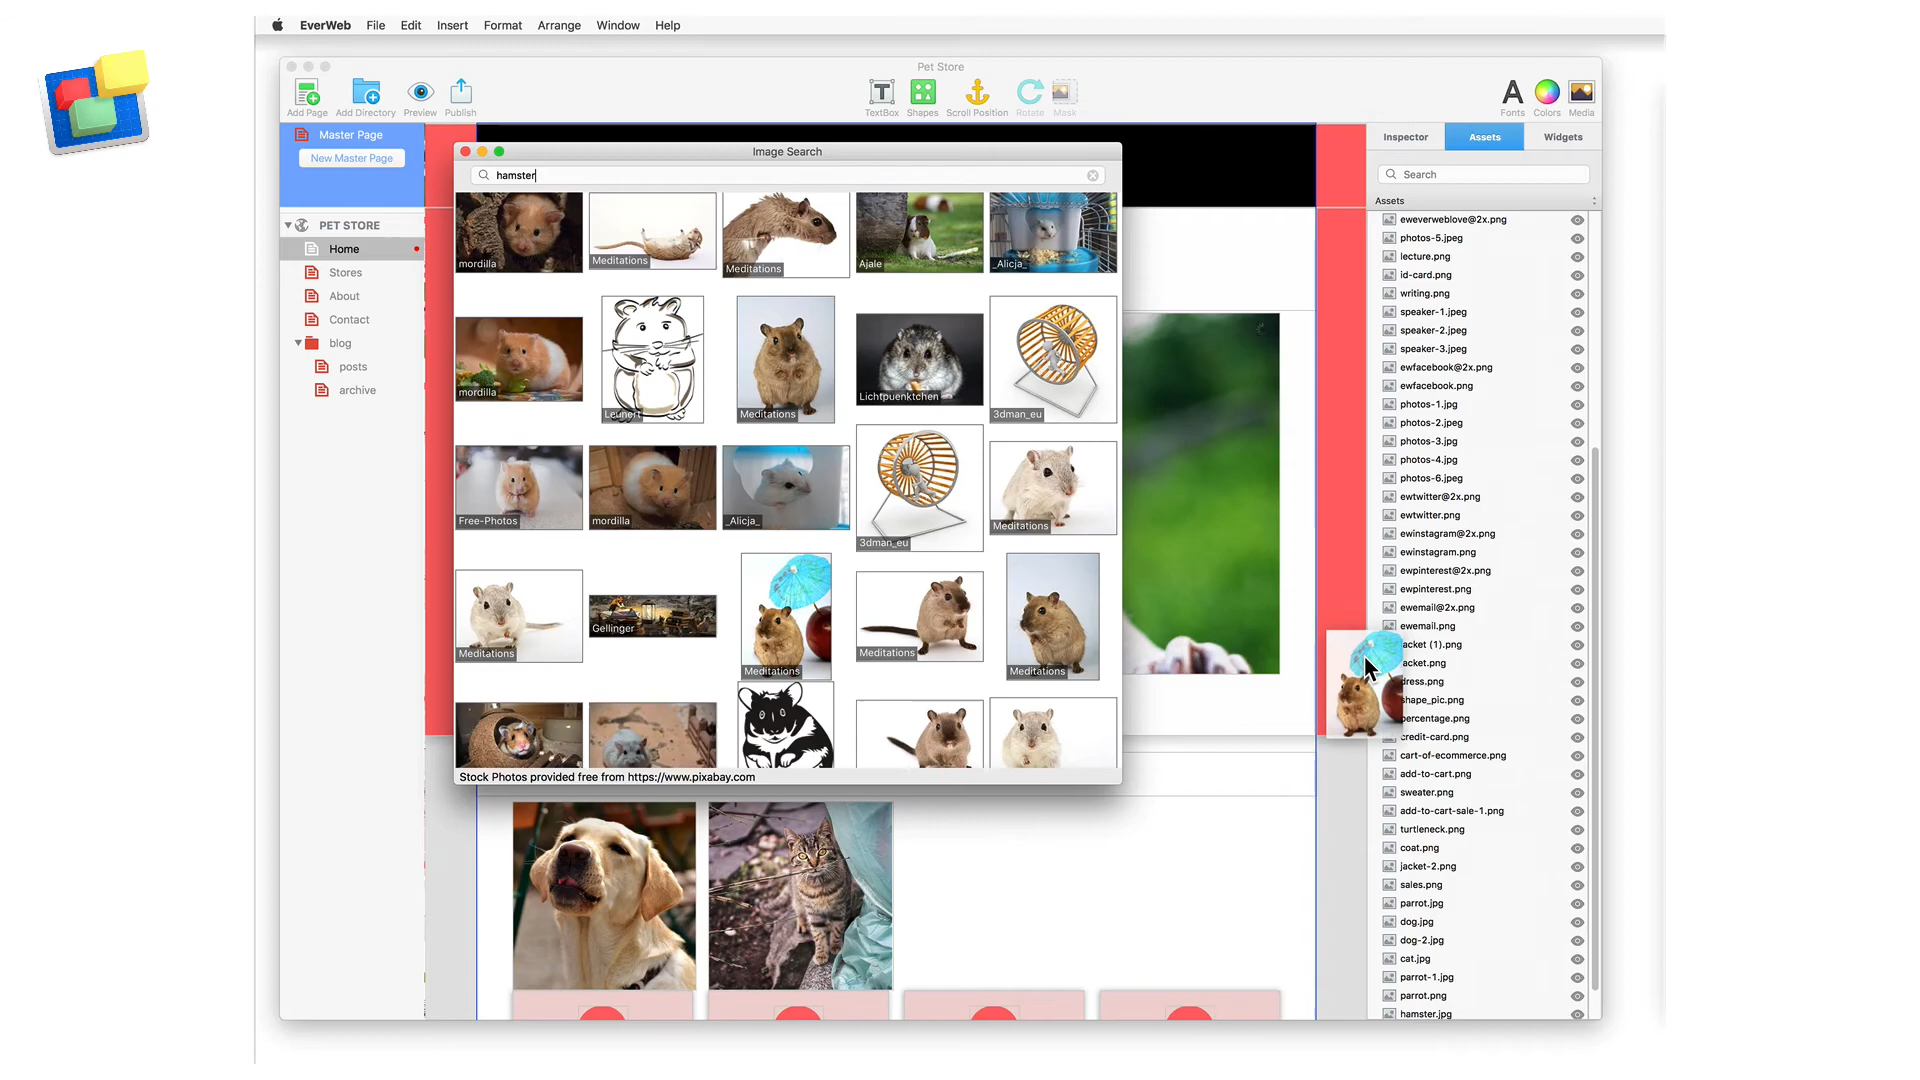 EverWeb File Edit Insert Format Arrange Window Help
Pet Store
Add Page Add Directory Preview Publish TextBox Shapes Scroll Position Rotate Mask Fonts Colors Media
Master Page
New Master Page
PET STORE
Home
Stores
About
Contact
blog
posts
archive
Image Search
hamster
mordilla Meditations Meditations Ajale _Alicja_
mordilla Leunert Meditations Lichtpuenktchen 3dman_eu
Free-Photos mordilla _Alicja_ 3dman_eu Meditations
Meditations Gellinger Meditations Meditations Meditations
Stock Photos provided free from https://www.pixabay.com
Inspector Assets Widgets
Search
Assets
eweverweblove@2x.png
photos-5.jpeg
lecture.png
id-card.png
writing.png
speaker-1.jpeg
speaker-2.jpeg
speaker-3.jpeg
ewfacebook@2x.png
ewfacebook.png
photos-1.jpg
photos-2.jpeg
photos-3.jpg
photos-4.jpg
photos-6.jpeg
ewtwitter@2x.png
ewtwitter.png
ewinstagram@2x.png
ewinstagram.png
ewpinterest@2x.png
ewpinterest.png
ewemail@2x.png
ewemail.png
acket (1).png
acket.png
dress.png
shape_pic.png
percentage.png
credit-card.png
cart-of-ecommerce.png
add-to-cart.png
sweater.png
add-to-cart-sale-1.png
turtleneck.png
coat.png
jacket-2.png
sales.png
parrot.jpg
dog.jpg
dog-2.jpg
cat.jpg
parrot-1.jpg
parrot.png
hamster.jpg